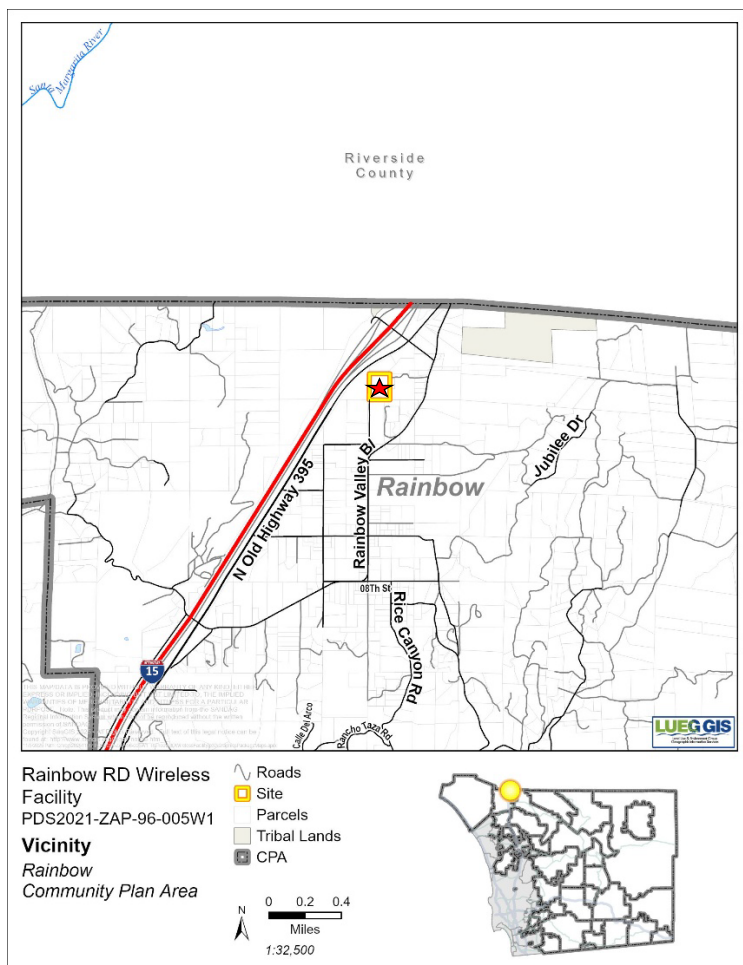 San
Margarita River
Riverside
County
N Old Highway 395
Rainbow Valley Bl
Rainbow
Jubilee Dr
08Th St
Rice Canyon Rd
INTERSTATE
15
Calle Del Arco
Rancho Taza Rd
LUEG GIS
Rainbow RD Wireless
Facility
PDS2021-ZAP-96-005W1
Vicinity
Rainbow
Community Plan Area
Roads
Site
Parcels
Tribal Lands
CPA
N
0 0.2 0.4
Miles
1:32,500